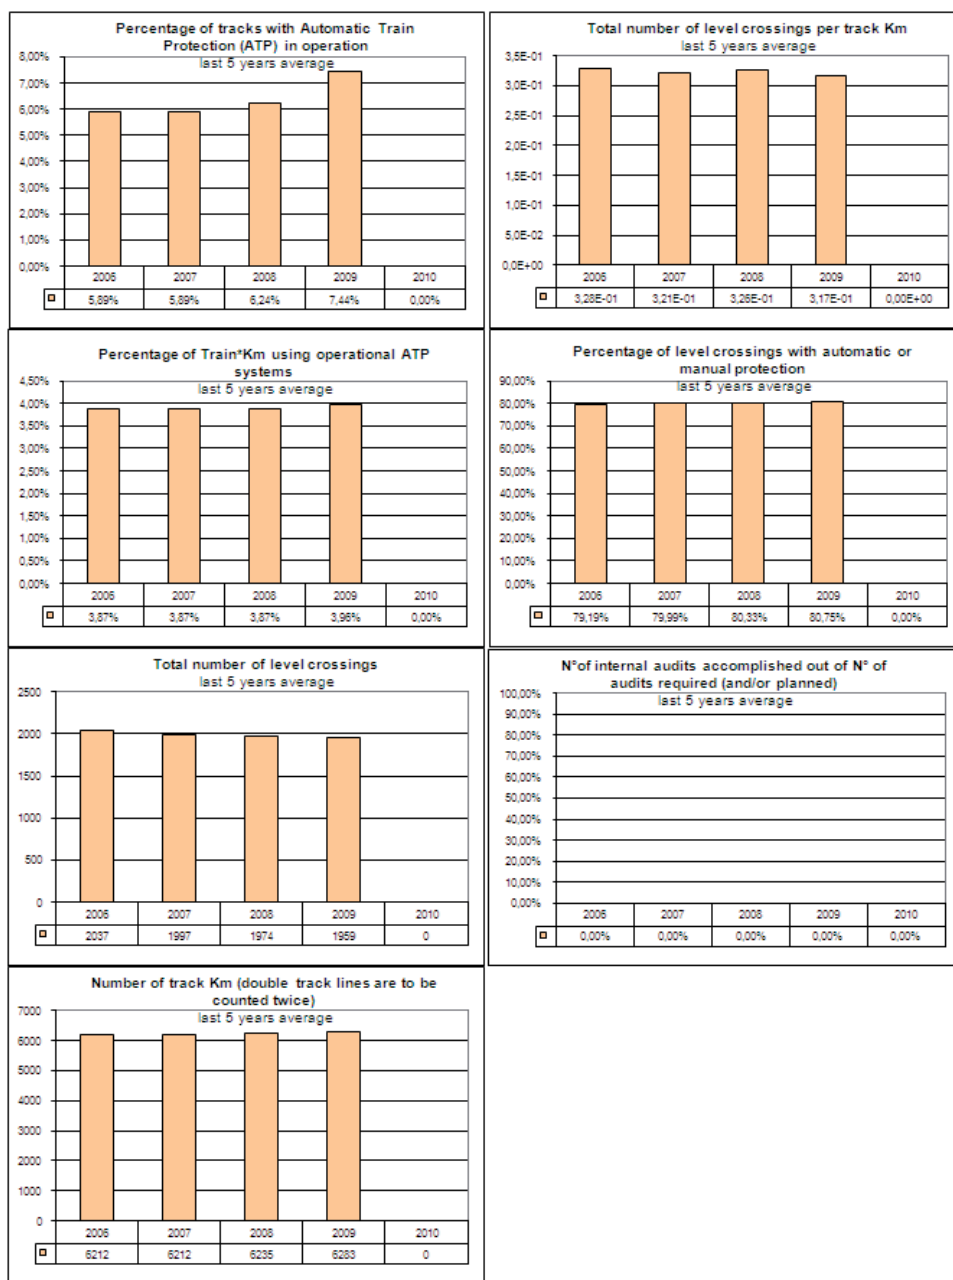 Percentage of tracks with Automatic Train
Protection (ATP) in operation
last 5 years average
8,00%
7,00%
6,00%
5,00%
4,00%
3,00%
2,00%
1,00%
0,00%
2006 2007 2008 2009 2010
5,89% 5,89% 6,24% 7,44% 0,00%
Total number of level crossings per track Km
last 5 years average
3,5E-01
3,0E-01
2,5E-01
2,0E-01
1,5E-01
1,0E-01
5,0E-02
0,0E+00
2006 2007 2008 2009 2010
3,28E-01 3,21E-01 3,26E-01 3,17E-01 0,00E+00
Percentage of Train*Km using operational ATP
systems
last 5 years average
4,50%
4,00%
3,50%
3,00%
2,50%
2,00%
1,50%
1,00%
0,50%
0,00%
2006 2007 2008 2009 2010
3,87% 3,87% 3,87% 3,96% 0,00%
Percentage of level crossings with automatic or
manual protection
last 5 years average
90,00%
80,00%
70,00%
60,00%
50,00%
40,00%
30,00%
20,00%
10,00%
0,00%
2006 2007 2008 2009 2010
79,19% 79,99% 80,33% 80,75% 0,00%
Total number of level crossings
last 5 years average
2500
2000
1500
1000
500
0
2006 2007 2008 2009 2010
2037 1997 1974 1959 0
N°of internal audits accomplished out of N° of
audits required (and/or planned)
last 5 years average
100,00%
90,00%
80,00%
70,00%
60,00%
50,00%
40,00%
30,00%
20,00%
10,00%
0,00%
2006 2007 2008 2009 2010
0,00% 0,00% 0,00% 0,00% 0,00%
Number of track Km (double track lines are to be
counted twice)
last 5 years average
7000
6000
5000
4000
3000
2000
1000
0
2006 2007 2008 2009 2010
6212 6212 6235 6283 0